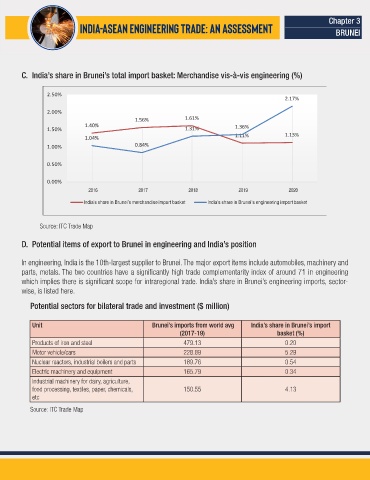 Chapter 3
INDIA-ASEAN ENGINEERING TRADE: AN ASSESSMENT
BRUNEI
C. India's share in Brunei's total import basket: Merchandise vis-à-vis engineering (%)
2.50%
2.00%
1.50%
1.00%
0.50%
0.00%
1.40%
1.04%
1.56%
0.84%
1.61%
1.31%
1.36%
1.11%
2.17%
1.13%
2016 2017 2018 2019 2020
India's share in Brunei's merchandise import basket India's share in Brunei's engineering import basket
Source: ITC Trade Map
D. Potential items of export to Brunei in engineering and India's position
In engineering, India is the 10th-largest supplier to Brunei. The major export items include automobiles, machinery and
parts, metals. The two countries have a significantly high trade complementarity index of around 71 in engineering
which implies there is significant scope for intraregional trade. India's share in Brunei's engineering imports, sector-
wise, is listed here.
Potential sectors for bilateral trade and investment ($ million)
Unit Brunei's imports from world avg India's share in Brunei's import
(2017-19) basket (%)
Products of iron and steel 479.13 0.20
Motor vehicle/cars 228.89 5.28
Nuclear reactors, industrial boilers and parts 189.76 0.54
Electric machinery and equipment 165.79 0.34
Industrial machinery for dairy, agriculture,
food processing, textiles, paper, chemicals, 150.55 4.13
etc
Source: ITC Trade Map